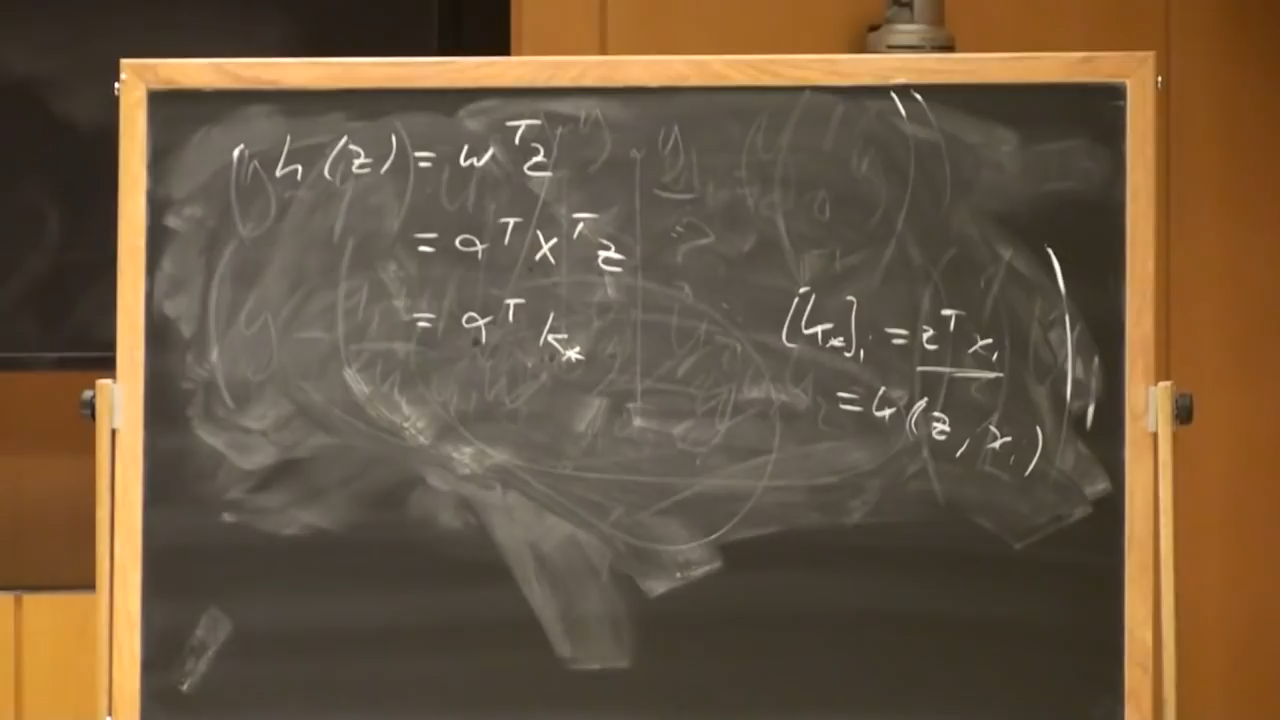 h(z) = w^T z
= α^T X^T z
= α^T k_*
[k_*]_i = z^T x_i
= k(z, x_i)